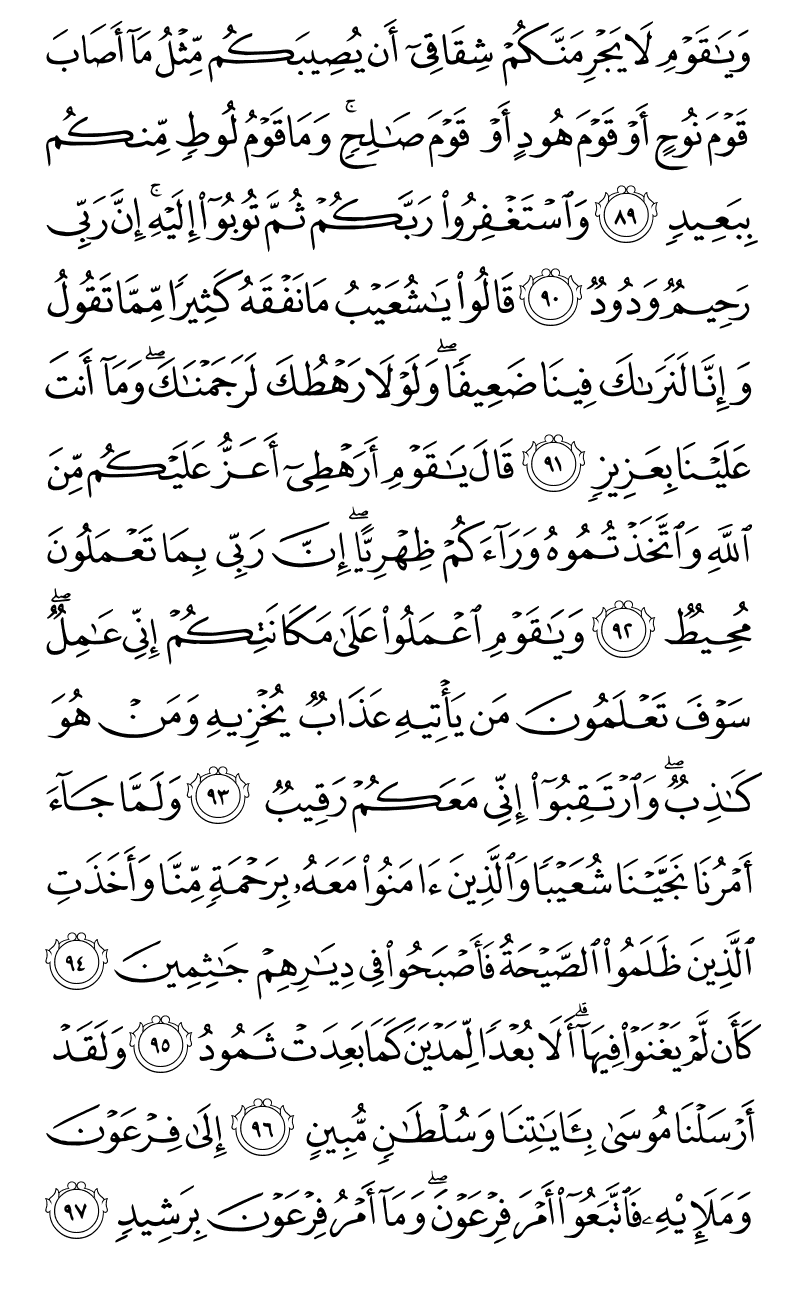 وَيَٰقَوۡمِ لَا يَجۡرِمَنَّكُمۡ شِقَاقِيٓ أَن يُصِيبَكُم مِّثۡلُ مَآ أَصَابَ
قَوۡمَ نُوحٍ أَوۡ قَوۡمَ هُودٍ أَوۡ قَوۡمَ صَٰلِحٖۚ وَمَا قَوۡمُ لُوطٖ مِّنكُم
بِبَعِيدٖ ٨٩ وَٱسۡتَغۡفِرُواْ رَبَّكُمۡ ثُمَّ تُوبُوٓاْ إِلَيۡهِۚ إِنَّ رَبِّي
رَحِيمٞ وَدُودٞ ٩٠ قَالُواْ يَٰشُعَيۡبُ مَا نَفۡقَهُ كَثِيرٗا مِّمَّا تَقُولُ
وَإِنَّا لَنَرَىٰكَ فِينَا ضَعِيفٗاۖ وَلَوۡلَا رَهۡطُكَ لَرَجَمۡنَٰكَۖ وَمَآ أَنتَ
عَلَيۡنَا بِعَزِيزٖ ٩١ قَالَ يَٰقَوۡمِ أَرَهۡطِيٓ أَعَزُّ عَلَيۡكُم مِّنَ
ٱللَّهِ وَٱتَّخَذۡتُمُوهُ وَرَآءَكُمۡ ظِهۡرِيًّاۖ إِنَّ رَبِّي بِمَا تَعۡمَلُونَ
مُحِيطٞ ٩٢ وَيَٰقَوۡمِ ٱعۡمَلُواْ عَلَىٰ مَكَانَتِكُمۡ إِنِّي عَٰمِلٞۖ
سَوۡفَ تَعۡلَمُونَ مَن يَأۡتِيهِ عَذَابٞ يُخۡزِيهِ وَمَنۡ هُوَ
كَٰذِبٞۖ وَٱرۡتَقِبُوٓاْ إِنِّي مَعَكُمۡ رَقِيبٞ ٩٣ وَلَمَّا جَآءَ
أَمۡرُنَا نَجَّيۡنَا شُعَيۡبٗا وَٱلَّذِينَ ءَامَنُواْ مَعَهُۥ بِرَحۡمَةٖ مِّنَّا وَأَخَذَتِ
ٱلَّذِينَ ظَلَمُواْ ٱلصَّيۡحَةُ فَأَصۡبَحُواْ فِي دِيَٰرِهِمۡ جَٰثِمِينَ ٩٤
كَأَن لَّمۡ يَغۡنَوۡاْ فِيهَآۗ أَلَا بُعۡدٗا لِّمَدۡيَنَ كَمَا بَعِدَتۡ ثَمُودُ ٩٥ وَلَقَدۡ
أَرۡسَلۡنَا مُوسَىٰ بِـَٔايَٰتِنَا وَسُلۡطَٰنٖ مُّبِينٍ ٩٦ إِلَىٰ فِرۡعَوۡنَ
وَمَلَإِيْهِۦ فَٱتَّبَعُوٓاْ أَمۡرَ فِرۡعَوۡنَۖ وَمَآ أَمۡرُ فِرۡعَوۡنَ بِرَشِيدٖ ٩٧